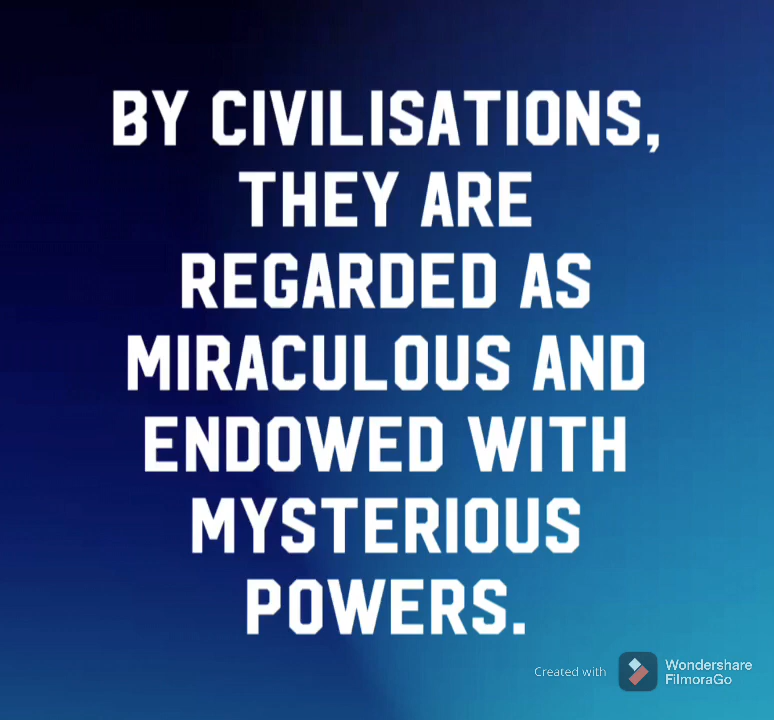 BY CIVILISATIONS,
THEY ARE
REGARDED AS
MIRACULOUS AND
ENDOWED WITH
MYSTERIOUS
POWERS.
Created with
Wondershare
FilmoraGo